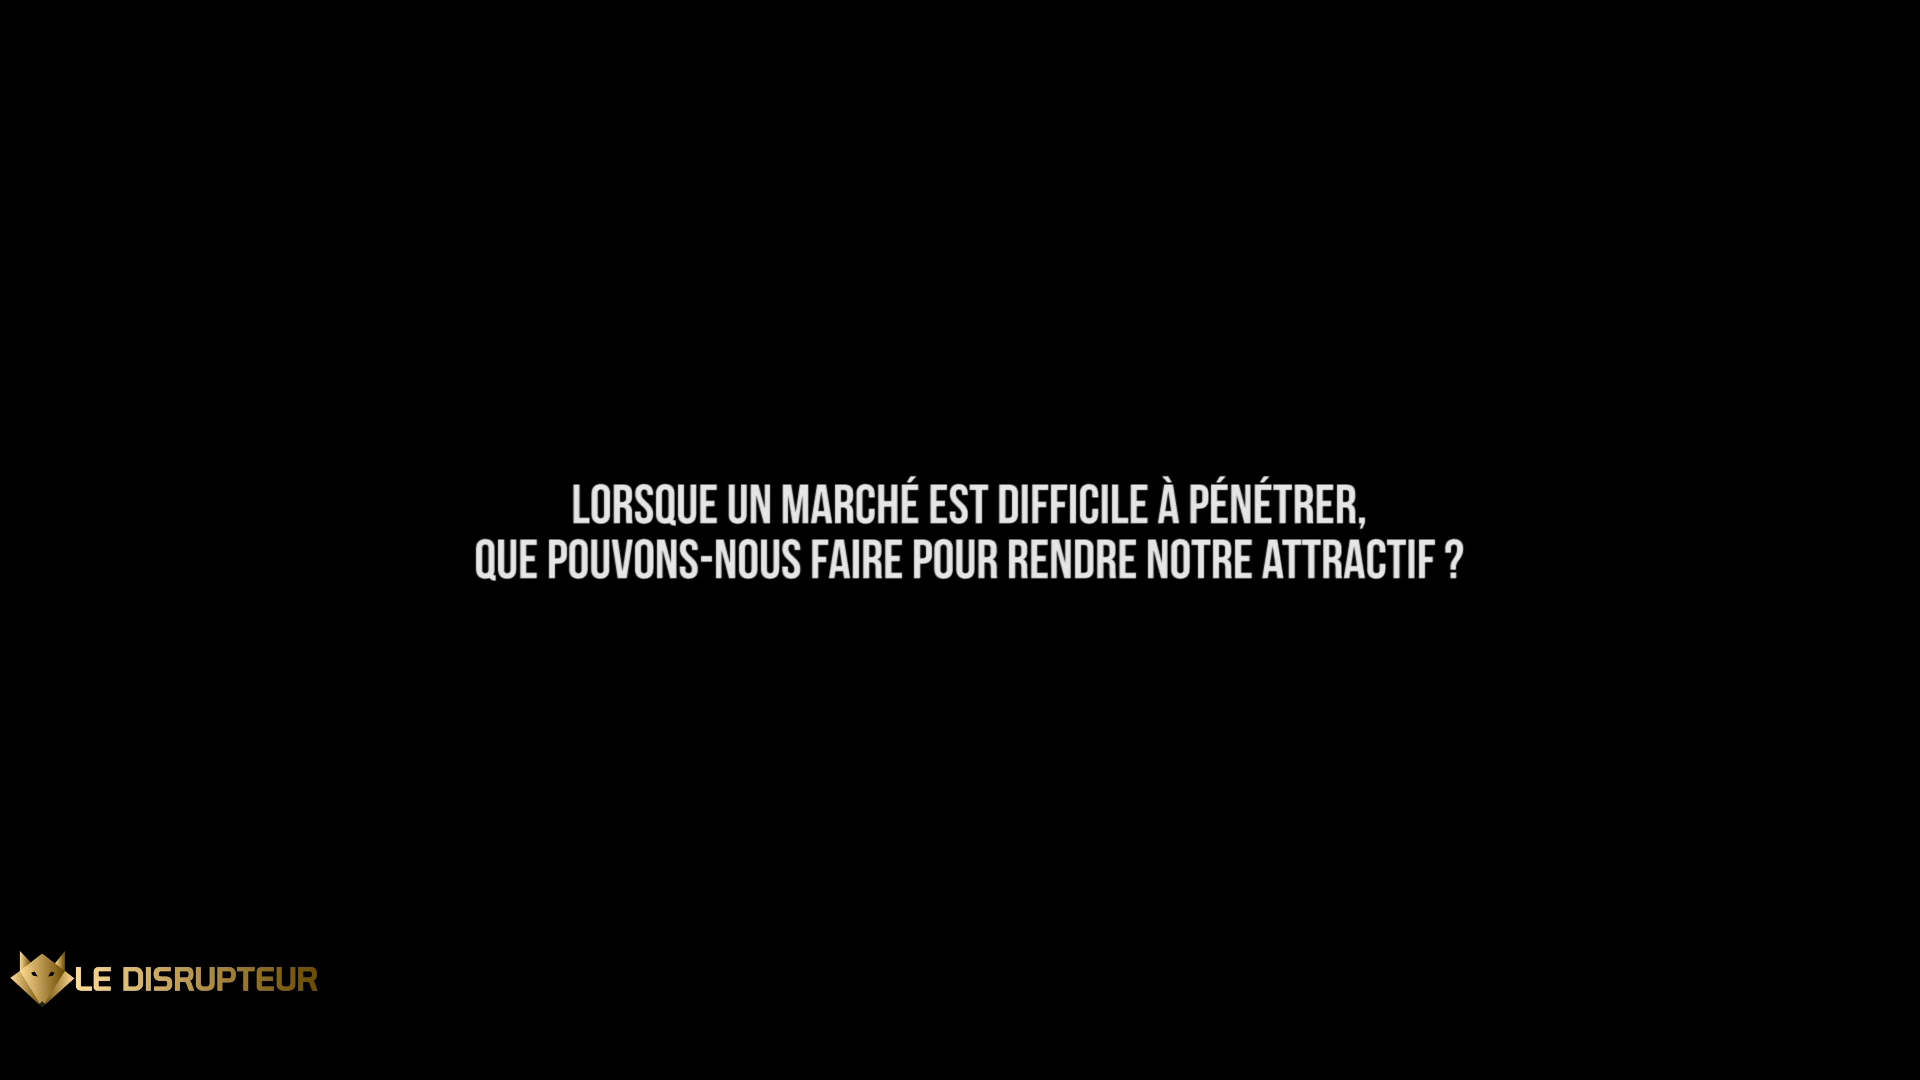 LORSQUE UN MARCHÉ EST DIFFICILE À PÉNÉTRER,
QUE POUVONS-NOUS FAIRE POUR RENDRE NOTRE ATTRACTIF ?
LE DISRUPTEUR